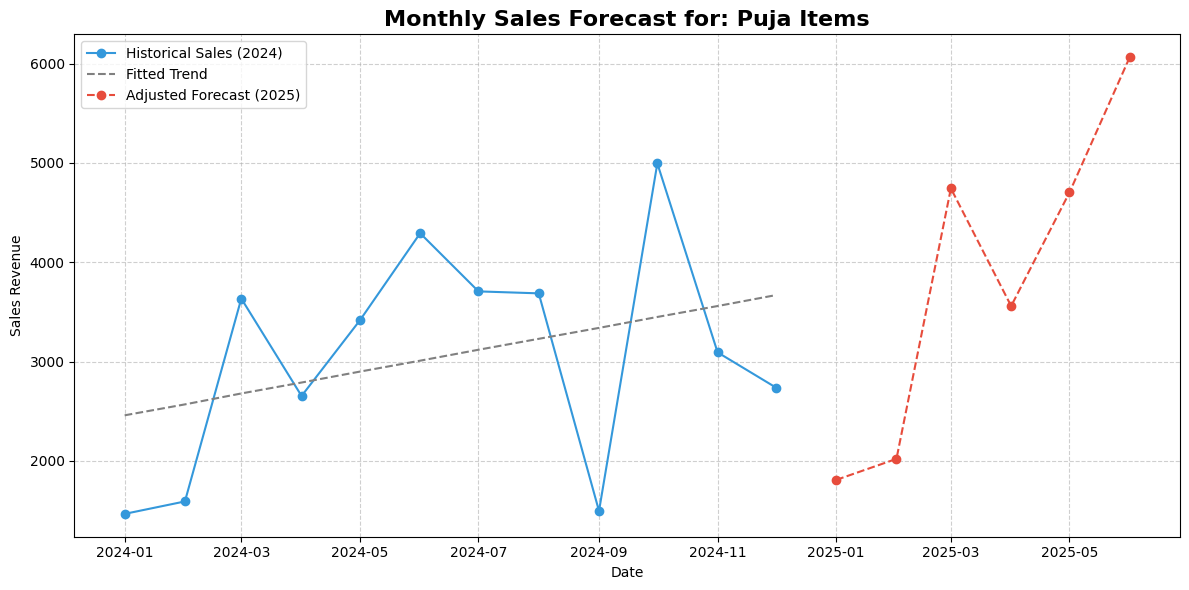 Monthly Sales Forecast for: Puja Items
Historical Sales (2024)
Fitted Trend
Adjusted Forecast (2025)
6000
5000
4000
3000
2000
Sales Revenue
2024-01 2024-03 2024-05 2024-07 2024-09 2024-11 2025-01 2025-03 2025-05
Date